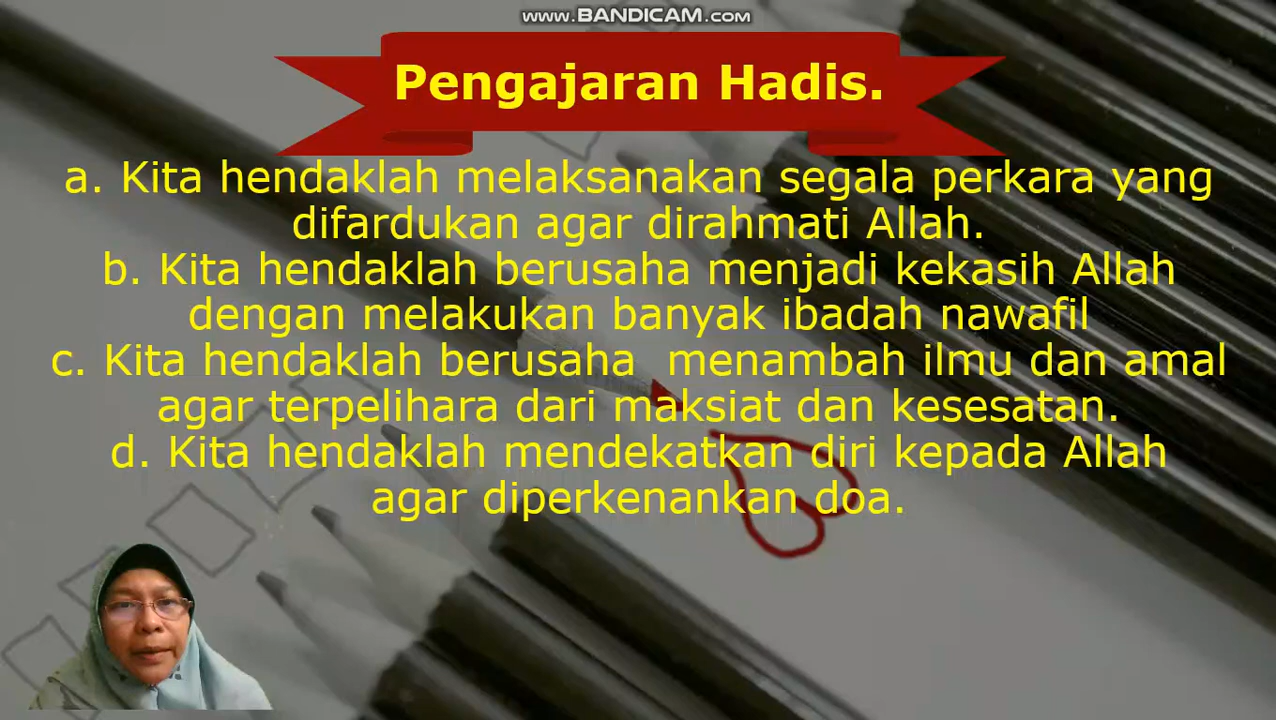 www.BANDICAM.com
Pengajaran Hadis.
a. Kita hendaklah melaksanakan segala perkara yang
difardukan agar dirahmati Allah.
b. Kita hendaklah berusaha menjadi kekasih Allah
dengan melakukan banyak ibadah nawafil
c. Kita hendaklah berusaha  menambah ilmu dan amal
agar terpelihara dari maksiat dan kesesatan.
d. Kita hendaklah mendekatkan diri kepada Allah
agar diperkenankan doa.